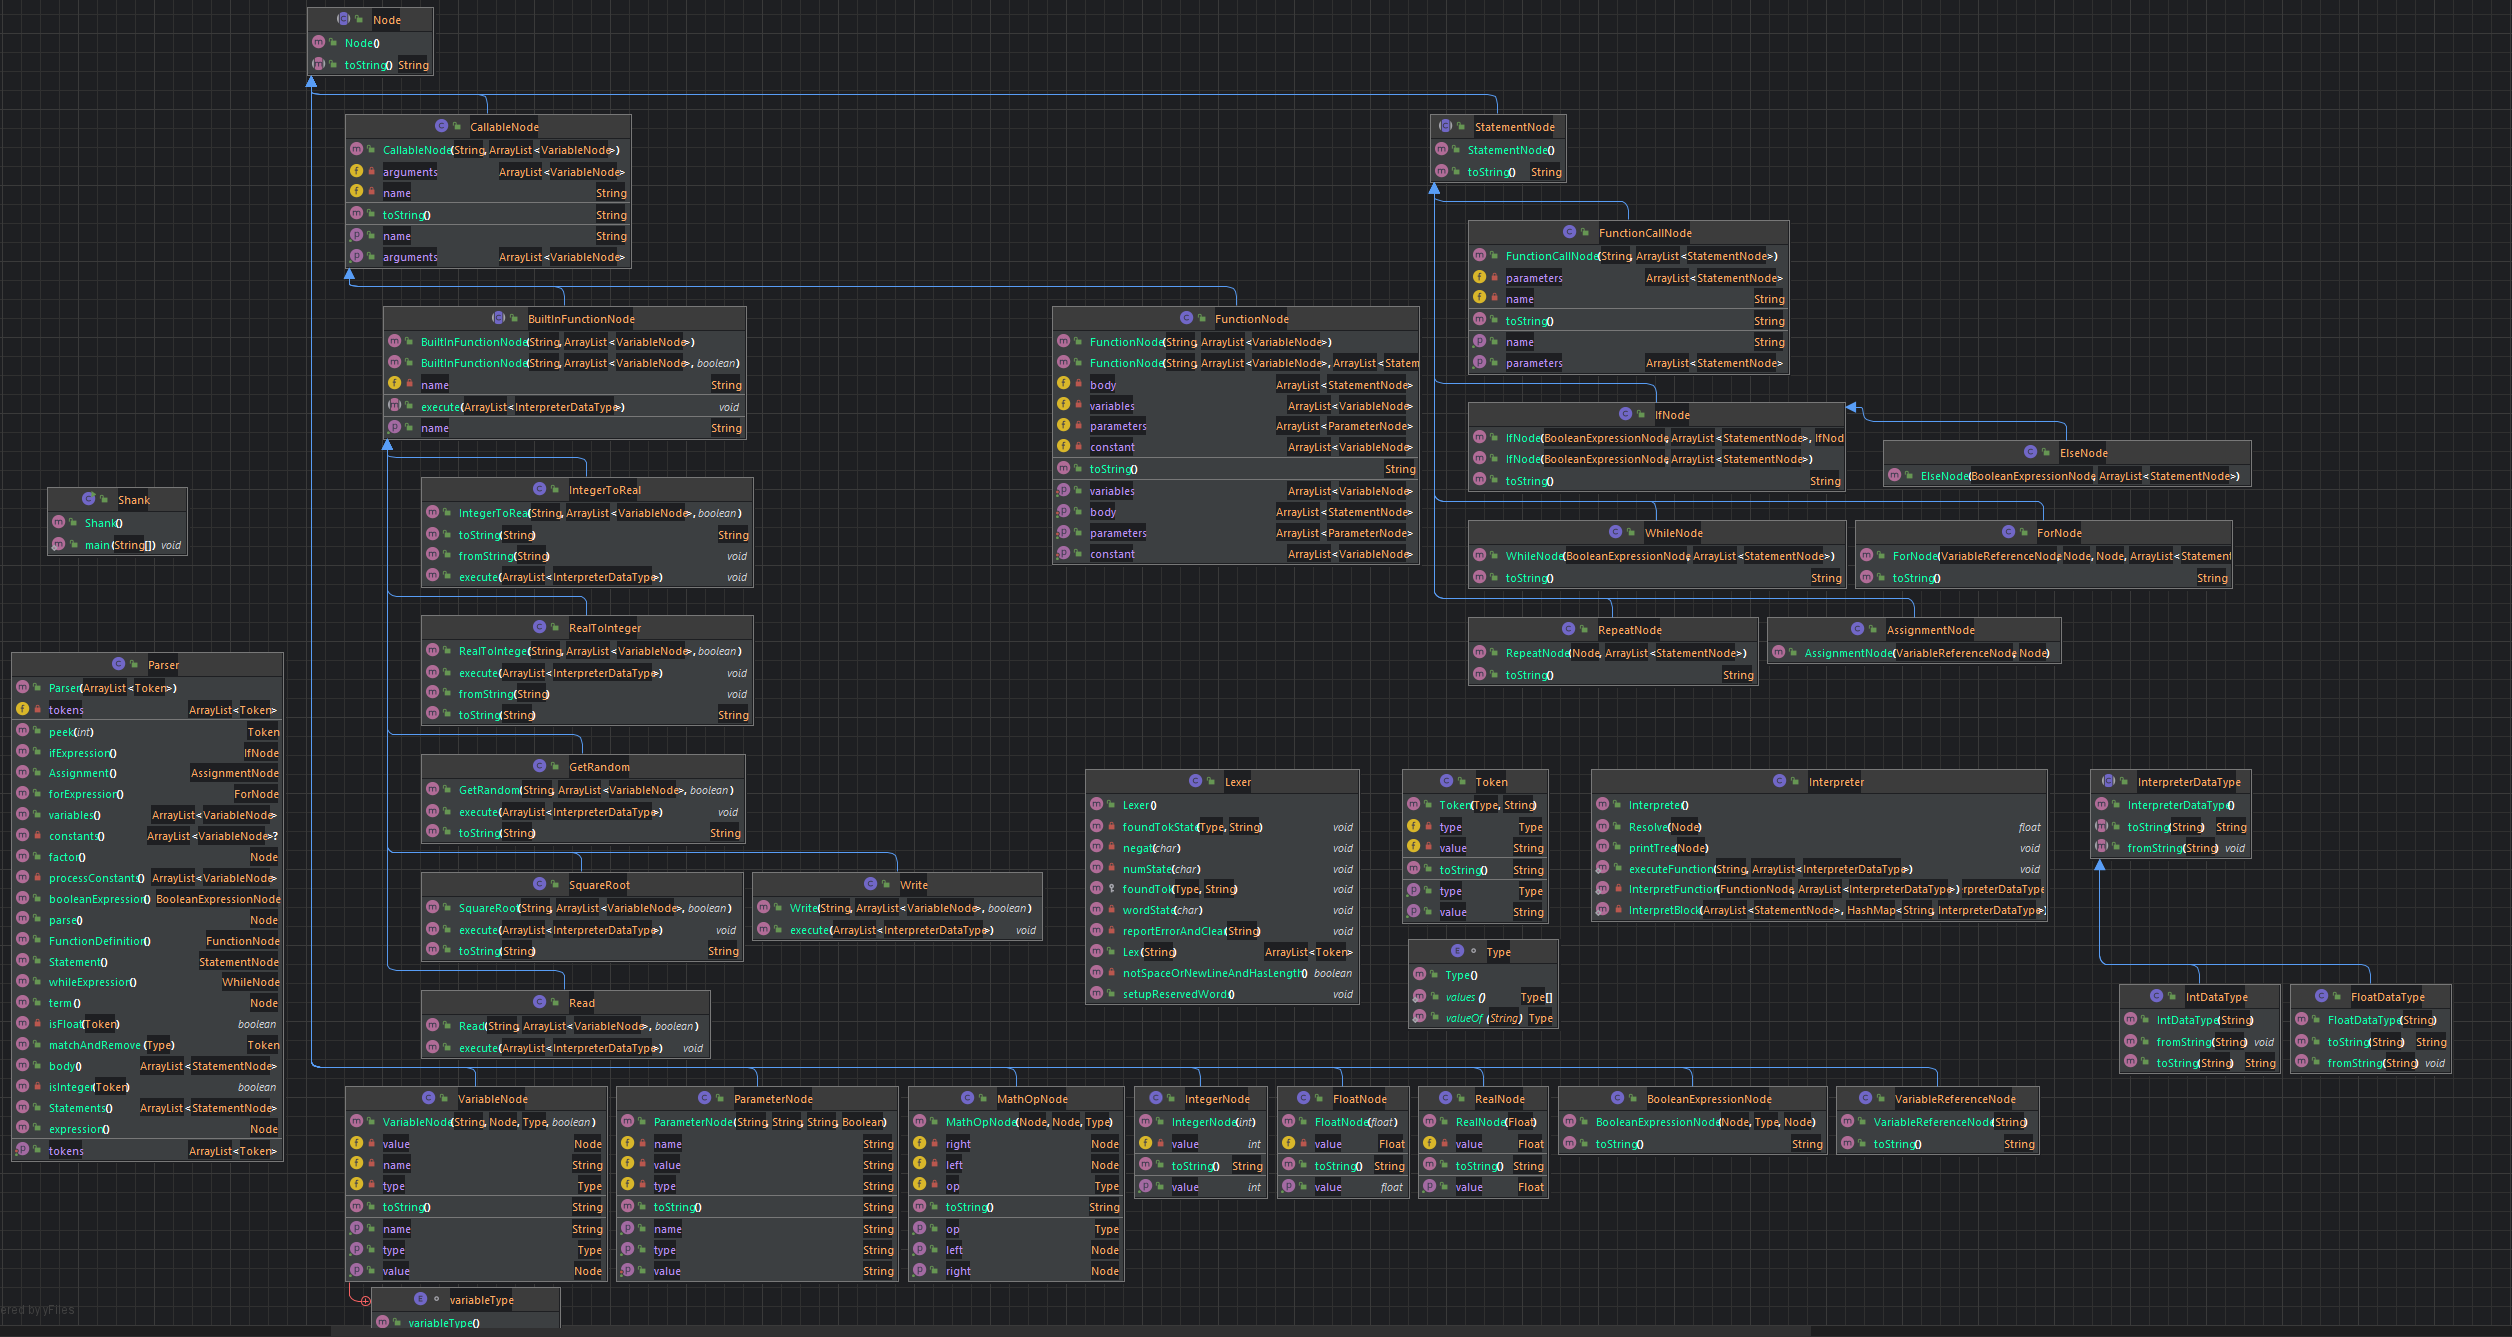 Node
Node()
toString() String
CallableNode
CallableNode(String, ArrayList<VariableNode>)
arguments ArrayList<VariableNode>
name String
toString() String
name String
arguments ArrayList<VariableNode>
StatementNode
StatementNode()
toString() String
FunctionCallNode
FunctionCallNode(String, ArrayList<StatementNode>)
parameters ArrayList<StatementNode>
name String
toString() String
name String
parameters ArrayList<StatementNode>
BuiltInFunctionNode
BuiltInFunctionNode(String, ArrayList<VariableNode>)
BuiltInFunctionNode(String, ArrayList<VariableNode>, boolean)
name String
execute(ArrayList<InterpreterDataType>) void
name String
FunctionNode
FunctionNode(String, ArrayList<VariableNode>)
FunctionNode(String, ArrayList<VariableNode>, ArrayList<Statem
body ArrayList<StatementNode>
variables ArrayList<VariableNode>
parameters ArrayList<ParameterNode>
constant ArrayList<VariableNode>
toString() String
variables ArrayList<VariableNode>
body ArrayList<StatementNode>
parameters ArrayList<ParameterNode>
constant ArrayList<VariableNode>
IfNode
IfNode(BooleanExpressionNode, ArrayList<StatementNode>, IfNod
IfNode(BooleanExpressionNode, ArrayList<StatementNode>)
toString() String
ElseNode
ElseNode(BooleanExpressionNode, ArrayList<StatementNode>)
WhileNode
WhileNode(BooleanExpressionNode, ArrayList<StatementNode>)
toString() String
ForNode
ForNode(VariableReferenceNode, Node, Node, ArrayList<Statement
toString() String
RepeatNode
RepeatNode(Node, ArrayList<StatementNode>)
toString() String
AssignmentNode
AssignmentNode(VariableReferenceNode, Node)
Shank
Shank()
main(String[]) void
IntegerToReal
IntegerToReal(String, ArrayList<VariableNode>, boolean)
toString(String) String
fromString(String) void
execute(ArrayList<InterpreterDataType>) void
RealToInteger
RealToInteger(String, ArrayList<VariableNode>, boolean)
execute(ArrayList<InterpreterDataType>) void
fromString(String) void
toString(String) String
GetRandom
GetRandom(String, ArrayList<VariableNode>, boolean)
execute(ArrayList<InterpreterDataType>) void
toString(String) String
SquareRoot
SquareRoot(String, ArrayList<VariableNode>, boolean)
execute(ArrayList<InterpreterDataType>) void
toString(String) String
Write
Write(String, ArrayList<VariableNode>, boolean)
execute(ArrayList<InterpreterDataType>) void
Read
Read(String, ArrayList<VariableNode>, boolean)
execute(ArrayList<InterpreterDataType>) void
Parser
Parser(ArrayList<Token>)
tokens ArrayList<Token>
peek(int) Token
ifExpression() IfNode
Assignment() AssignmentNode
forExpression() ForNode
variables() ArrayList<VariableNode>
constants() ArrayList<VariableNode>?
factor() Node
processConstants() ArrayList<VariableNode>
booleanExpression() BooleanExpressionNode
parse() Node
FunctionDefinition() FunctionNode
Statement() StatementNode
whileExpression() WhileNode
term() Node
isFloat(Token) boolean
matchAndRemove(Type) Token
body() ArrayList<StatementNode>
isInteger(Token) boolean
Statements() ArrayList<StatementNode>
expression() Node
tokens ArrayList<Token>
Lexer
Lexer()
foundTokState(Type, String) void
negat(char) void
numState(char) void
foundTok(Type, String) void
wordState(char) void
reportErrorAndClear(String) void
Lex(String) ArrayList<Token>
notSpaceOrNewLineAndHasLength() boolean
setupReservedWords() void
Token
Token(Type, String)
type Type
value String
toString() String
type Type
value String
Type
Type()
values() Type[]
valueOf(String) Type
Interpreter
Interpreter()
Resolve(Node) float
printTree(Node) void
executeFunction(String, ArrayList<InterpreterDataType>) void
InterpretFunction(FunctionNode, ArrayList<InterpreterDataType>) rpreterDataType
InterpretBlock(ArrayList<StatementNode>, HashMap<String, InterpreterDataType>)
InterpreterDataType
InterpreterDataType()
toString(String) String
fromString(String) void
IntDataType
IntDataType(String)
fromString(String) void
toString(String) String
FloatDataType
FloatDataType(String)
toString(String) String
fromString(String) void
VariableNode
VariableNode(String, Node, Type, boolean)
value Node
name String
type Type
toString() String
name String
type Type
value Node
ParameterNode
ParameterNode(String, String, String, Boolean)
name String
value String
type String
toString() String
name String
type String
value String
MathOpNode
MathOpNode(Node, Node, Type)
right Node
left Node
op Type
toString() String
op Type
left Node
right Node
IntegerNode
IntegerNode(int)
value int
toString() String
value int
FloatNode
FloatNode(float)
value Float
toString() String
value float
RealNode
RealNode(Float)
value Float
toString() String
value Float
BooleanExpressionNode
BooleanExpressionNode(Node, Type, Node)
toString() String
VariableReferenceNode
VariableReferenceNode(String)
toString() String
variableType
variableType()
ered by yFiles